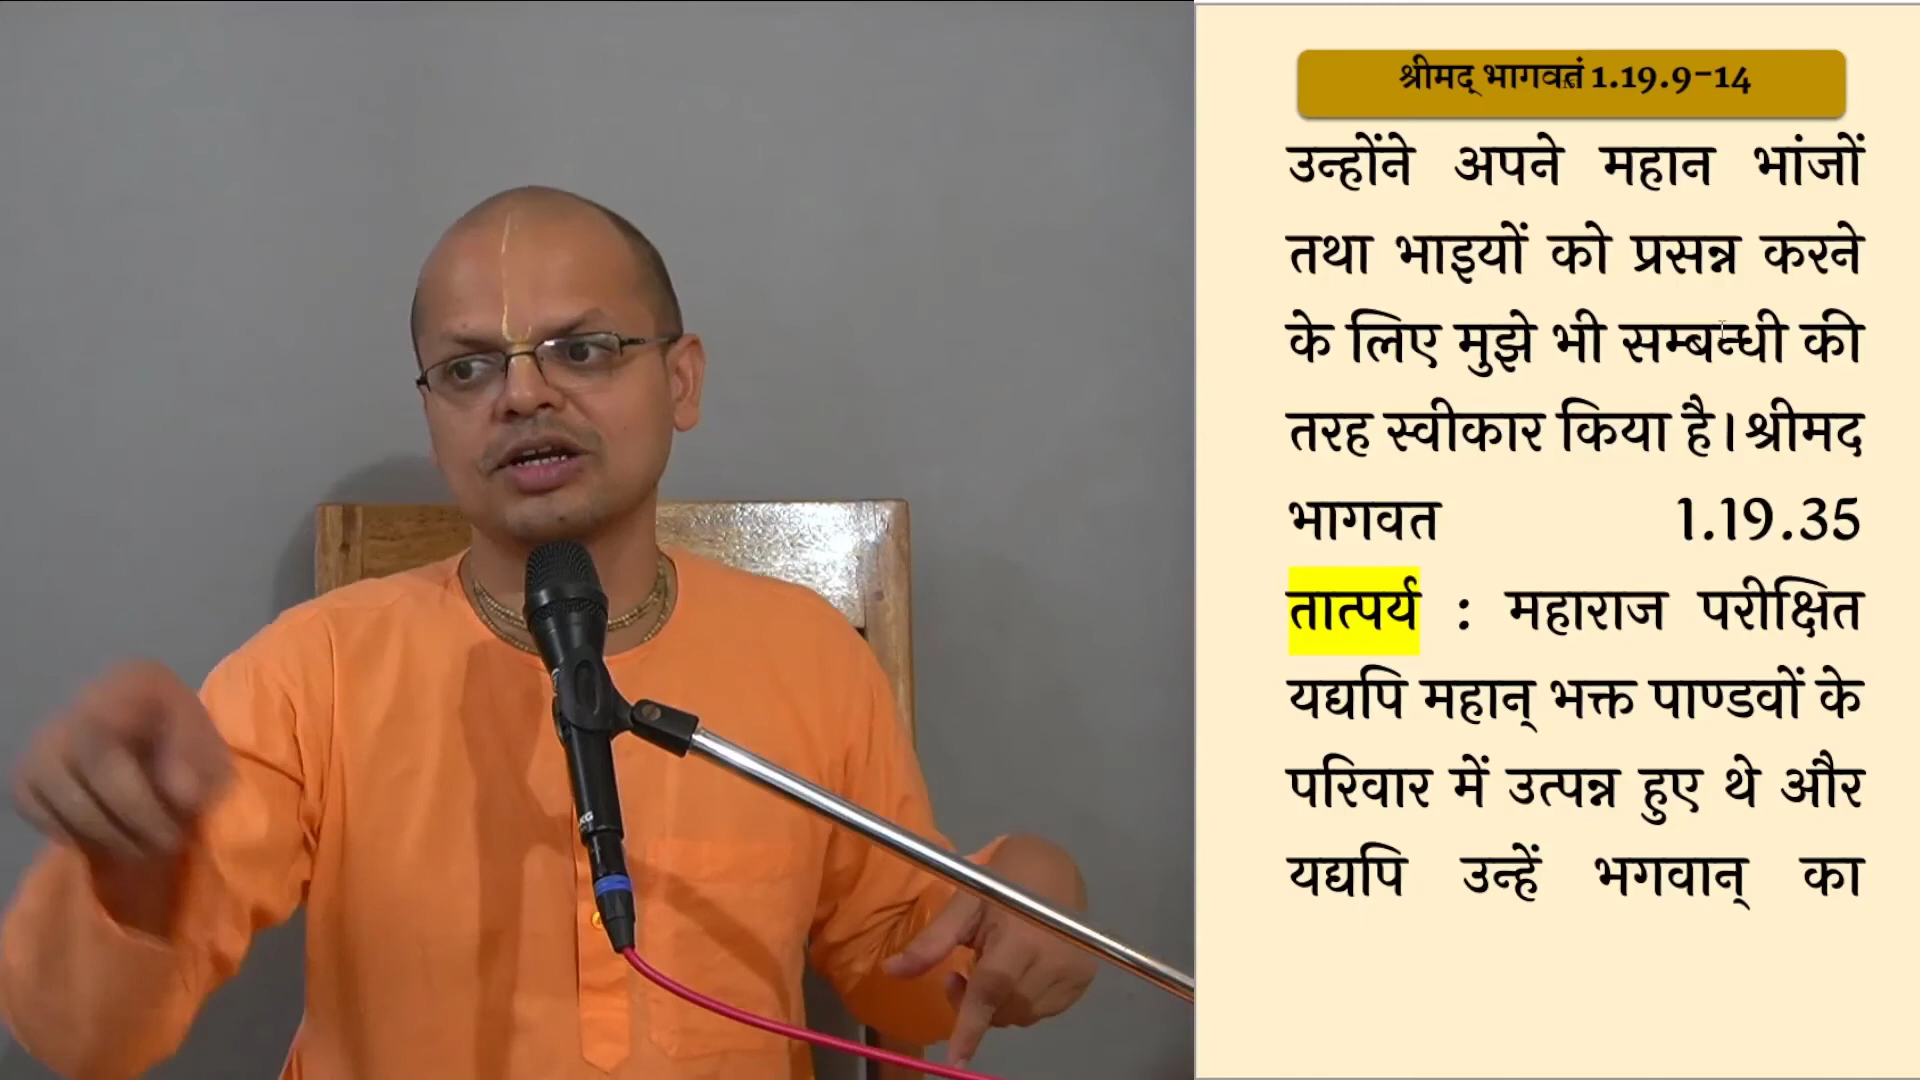 श्रीमद् भागवतं 1.19.9-14
उन्होंने अपने महान भांजों
तथा भाइयों को प्रसन्न करने
के लिए मुझे भी सम्बन्धी की
तरह स्वीकार किया है। श्रीमद
भागवत 1.19.35
तात्पर्य : महाराज परीक्षित
यद्यपि महान् भक्त पाण्डवों के
परिवार में उत्पन्न हुए थे और
यद्यपि उन्हें भगवान् का